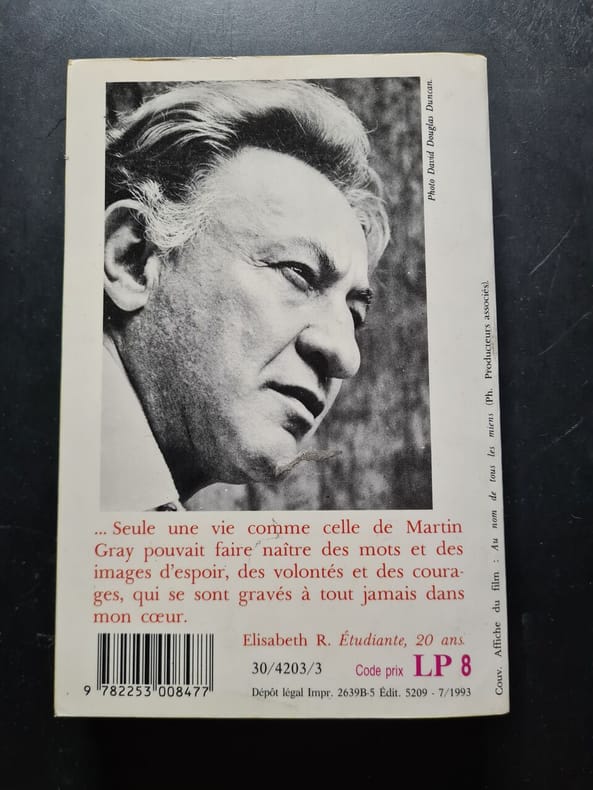 Photo David Douglas Duncan.
... Seule une vie comme celle de Martin
Gray pouvait faire naître des mots et des
images d'espoir, des volontés et des coura-
ges, qui se sont gravés à tout jamais dans
mon cœur.
Elisabeth R. Étudiante, 20 ans.
30/4203/3
Code prix LP 8
9 782253 008477
Dépôt légal Impr. 2639B-5 Édit. 5209 - 7/1993
Couv. Affiche du film : Au nom de tous les miens (Ph. Producteurs associés).